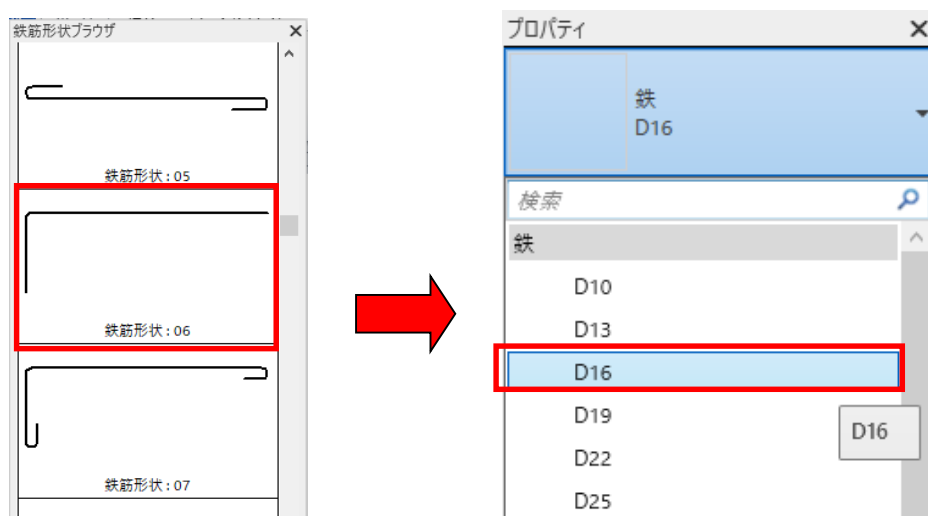 鉄筋形状ブラウザ
鉄筋形状 : 05
鉄筋形状 : 06
鉄筋形状 : 07
プロパティ
鉄
D16
検索
鉄
D10
D13
D16
D19
D16
D22
D25